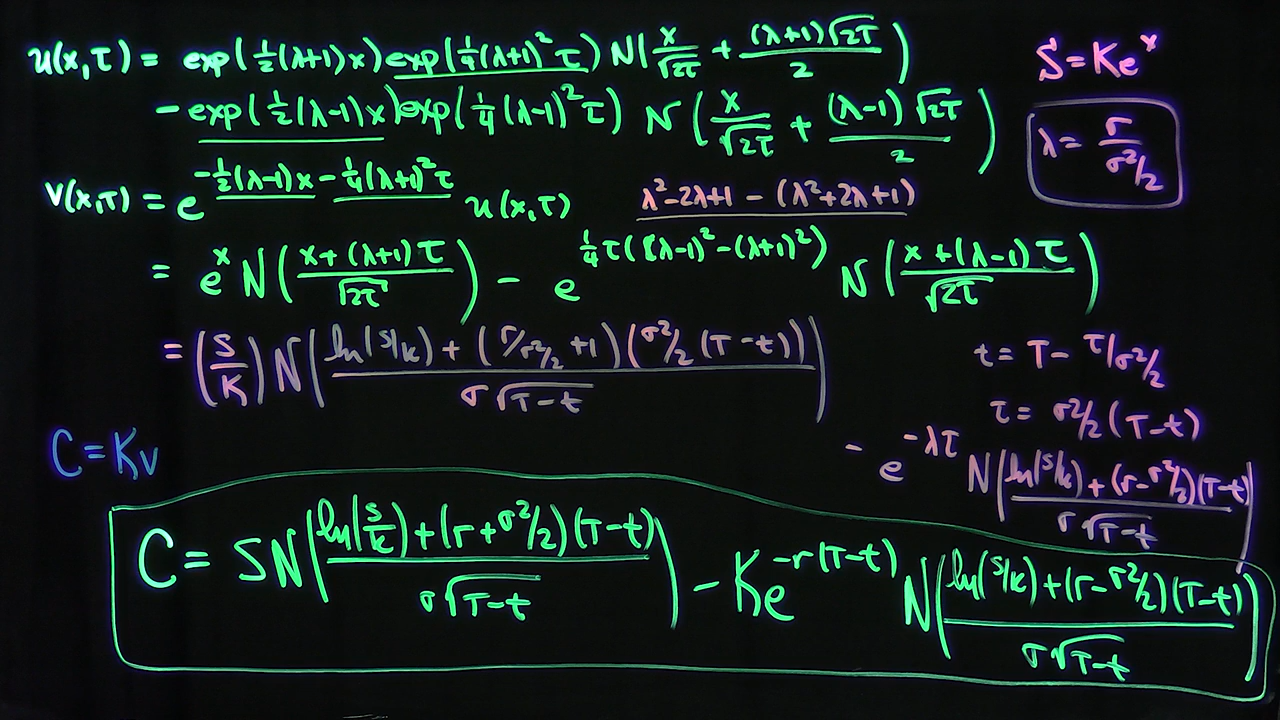 u(x,τ) = exp(½(λ+1)x) exp(¼(λ+1)²τ) N(x/√2τ + (λ+1)√2τ/2)
S=Ke^x
- exp(½(λ-1)x) exp(¼(λ-1)²τ) N(x/√2τ + (λ-1)√2τ/2)
λ = r/σ²/2
v(x,τ) = e^(-½(λ-1)x - ¼(λ+1)²τ) u(x,τ)
λ²-2λ+1 - (λ²+2λ+1)
= e^x N(x+(λ+1)τ/√2τ) - e^(¼τ((λ-1)²-(λ+1)²)) N(x+(λ-1)τ/√2τ)
= (S/K) N(ln(S/K) + (r/σ²/2 +1)(σ²/2 (T-t))/σ√T-t)
t = T - τ/σ²/2
τ = σ²/2 (T-t)
- e^(-λτ) N(ln(S/K) + (r-σ²/2)(T-t)/σ√T-t)
C=Kv
C = SN(ln(S/K)+(r+σ²/2)(T-t)/σ√T-t) - Ke^(-r(T-t)) N(ln(S/K)+(r-σ²/2)(T-t)/σ√T-t)